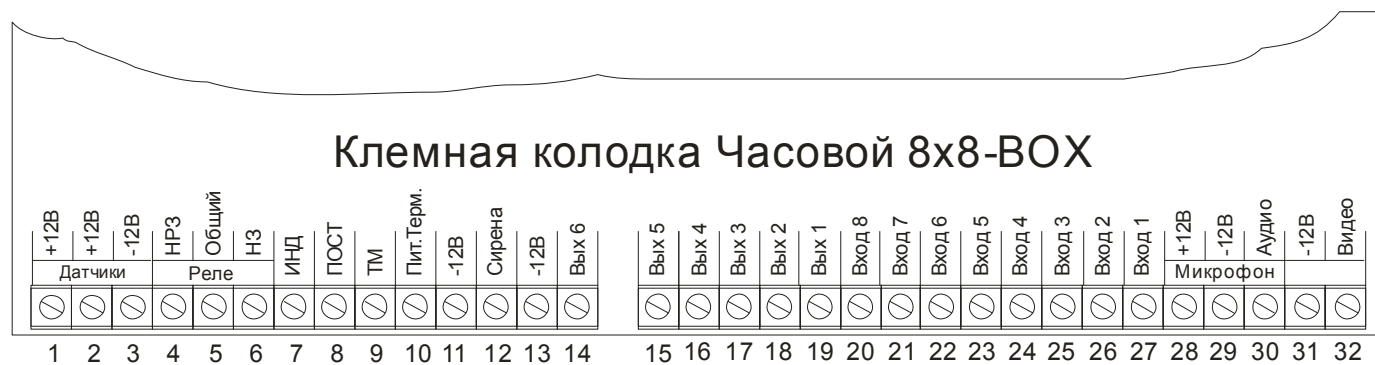 Клемная колодка Часовой 8x8-BOX
+12В +12В -12В НРЗ Общий НЗ ИНД ПОСТ ТМ Пит.Терм. -12В Сирена -12В Вых 6 Вых 5 Вых 4 Вых 3 Вых 2 Вых 1 Вход 8 Вход 7 Вход 6 Вход 5 Вход 4 Вход 3 Вход 2 Вход 1 +12В -12В Аудио -12В Видео
Датчики Реле Микрофон
1 2 3 4 5 6 7 8 9 10 11 12 13 14 15 16 17 18 19 20 21 22 23 24 25 26 27 28 29 30 31 32